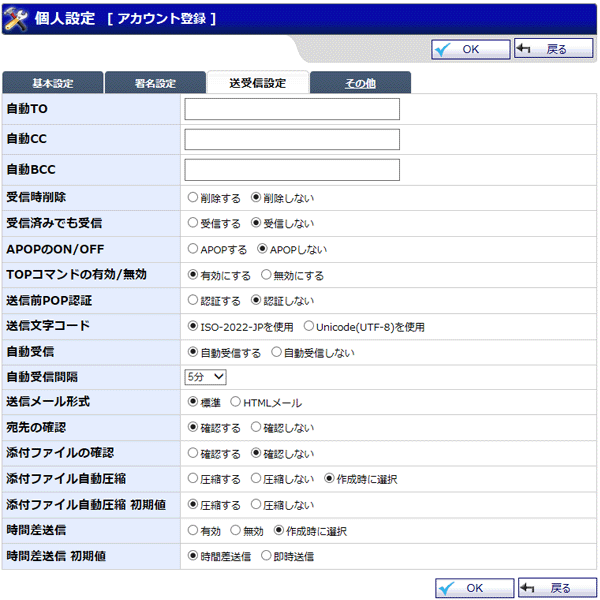 個人設定 [ アカウント登録 ]
OK 戻る
基本設定 署名設定 送受信設定 その他
自動TO
自動CC
自動BCC
受信時削除 削除する 削除しない
受信済みでも受信 受信する 受信しない
APOPのON/OFF APOPする APOPしない
TOPコマンドの有効/無効 有効にする 無効にする
送信前POP認証 認証する 認証しない
送信文字コード ISO-2022-JPを使用 Unicode(UTF-8)を使用
自動受信 自動受信する 自動受信しない
自動受信間隔 5分
送信メール形式 標準 HTMLメール
宛先の確認 確認する 確認しない
添付ファイルの確認 確認する 確認しない
添付ファイル自動圧縮 圧縮する 圧縮しない 作成時に選択
添付ファイル自動圧縮 初期値 圧縮する 圧縮しない
時間差送信 有効 無効 作成時に選択
時間差送信 初期値 時間差送信 即時送信
OK 戻る